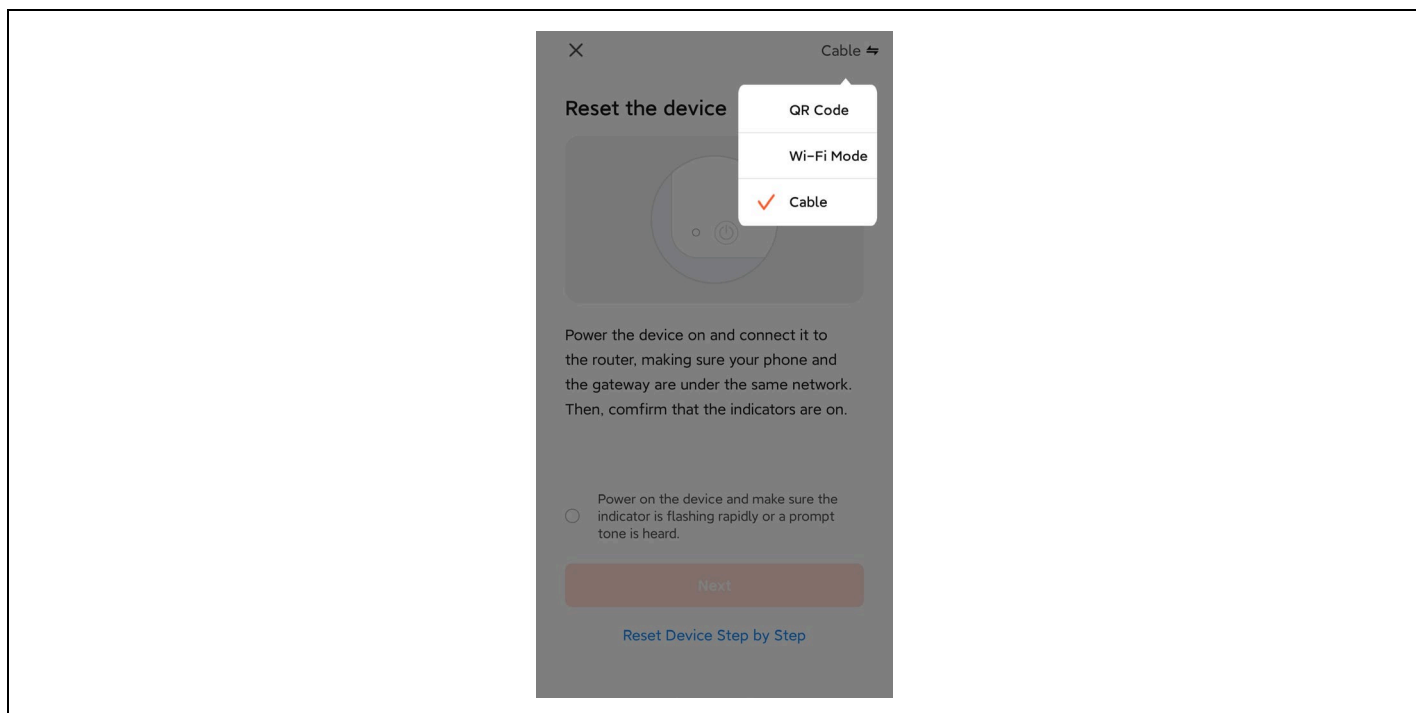 Cable
Reset the device
QR Code
Wi-Fi Mode
Cable
Power the device on and connect it to
the router, making sure your phone and
the gateway are under the same network.
Then, comfirm that the indicators are on.
Power on the device and make sure the
indicator is flashing rapidly or a prompt
tone is heard.
Next
Reset Device Step by Step